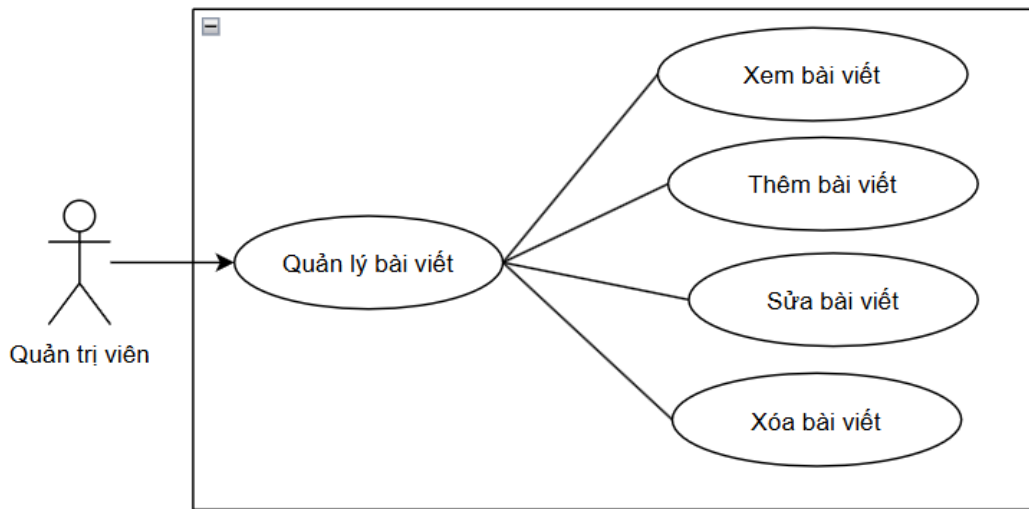 Xem bài viết
Thêm bài viết
Quản lý bài viết
Sửa bài viết
Quản trị viên
Xóa bài viết